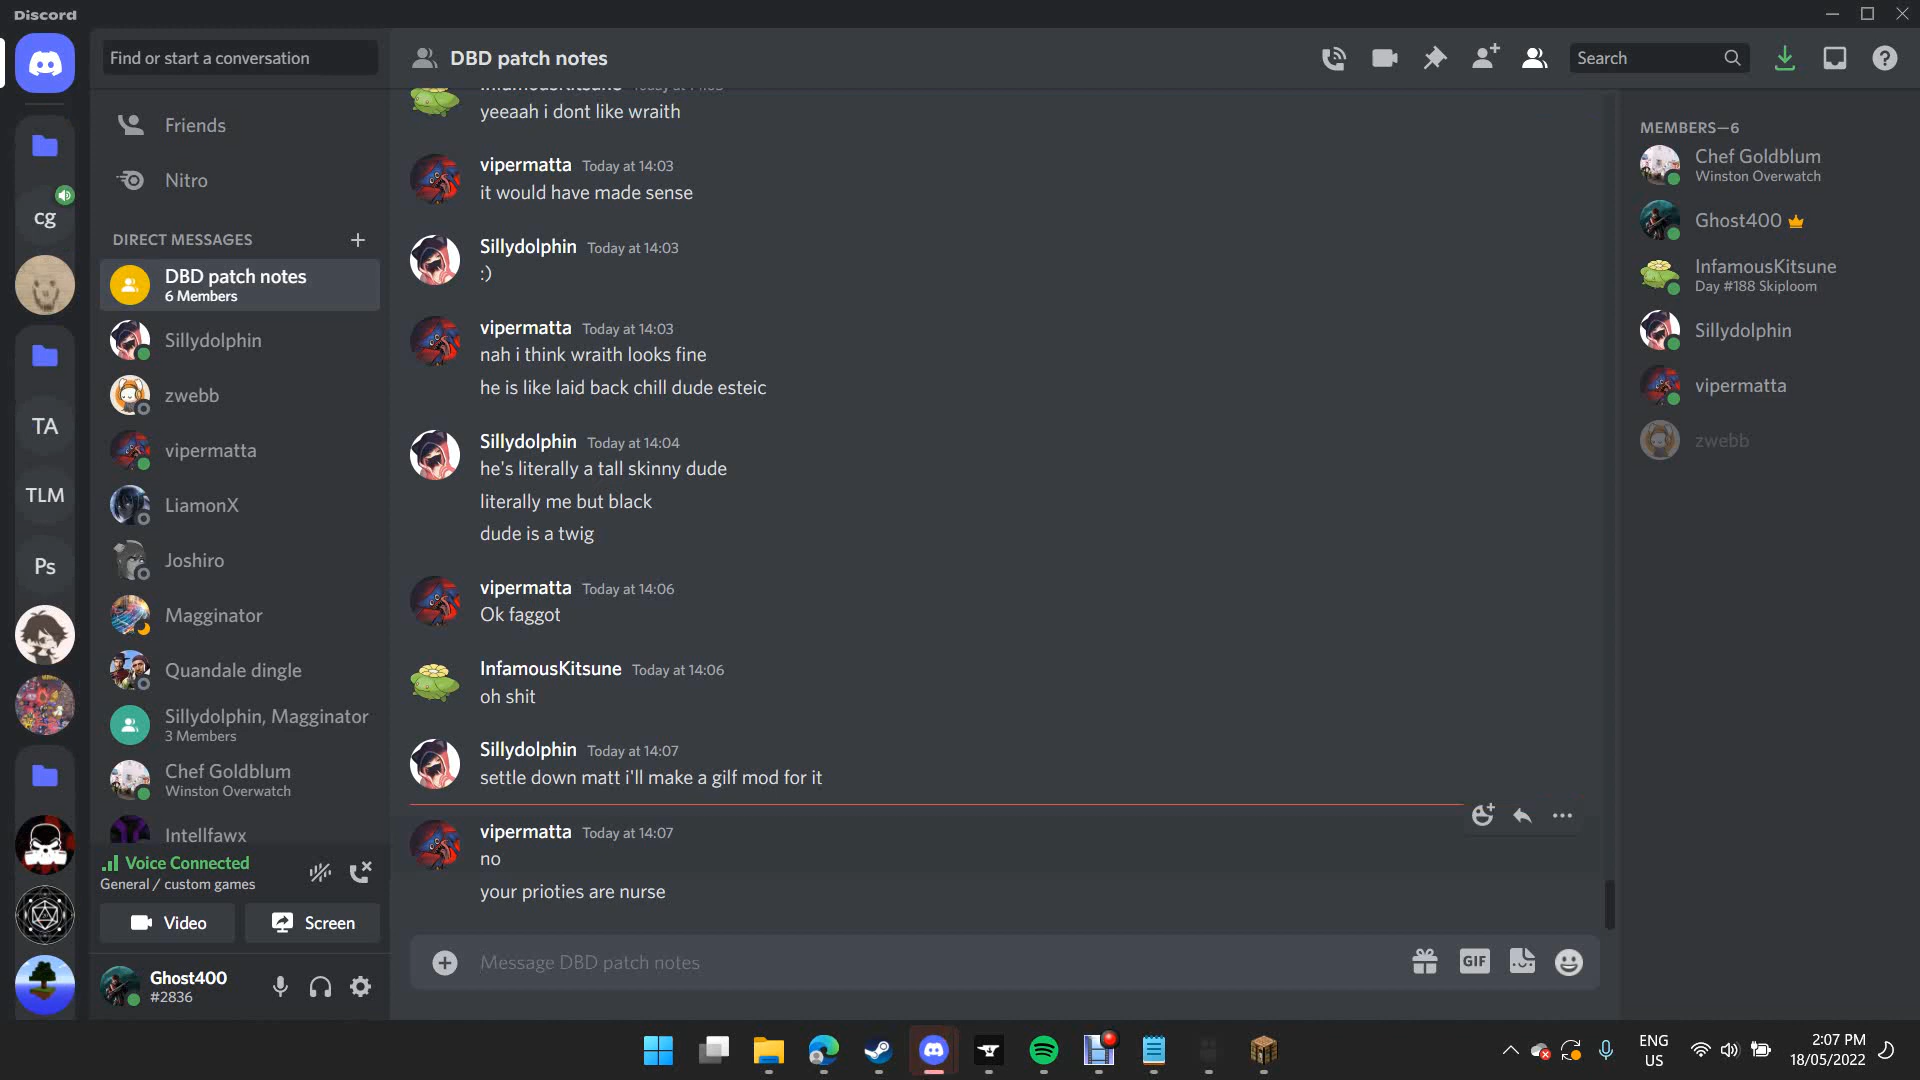 Discord
Find or start a conversation
DBD patch notes
Search
Friends
Nitro
cg
DIRECT MESSAGES
DBD patch notes
6 Members
Sillydolphin
zwebb
vipermatta
TA
TLM
LiamonX
Joshiro
Ps
Magginator
Quandale dingle
Sillydolphin, Magginator
3 Members
Chef Goldblum
Winston Overwatch
Intellfawx
Voice Connected
General / custom games
Video
Screen
Ghost400
#2836
InfamousKitsune Today at 14:03
yeeaah i dont like wraith
vipermatta Today at 14:03
it would have made sense
Sillydolphin Today at 14:03
:)
vipermatta Today at 14:03
nah i think wraith looks fine
he is like laid back chill dude esteic
Sillydolphin Today at 14:04
he's literally a tall skinny dude
literally me but black
dude is a twig
vipermatta Today at 14:06
Ok faggot
InfamousKitsune Today at 14:06
oh shit
Sillydolphin Today at 14:07
settle down matt i'll make a gilf mod for it
vipermatta Today at 14:07
no
your prioties are nurse
Message DBD patch notes
GIF
MEMBERS—6
Chef Goldblum
Winston Overwatch
Ghost400
InfamousKitsune
Day #188 Skiploom
Sillydolphin
vipermatta
zwebb
ENG
US
2:07 PM
18/05/2022